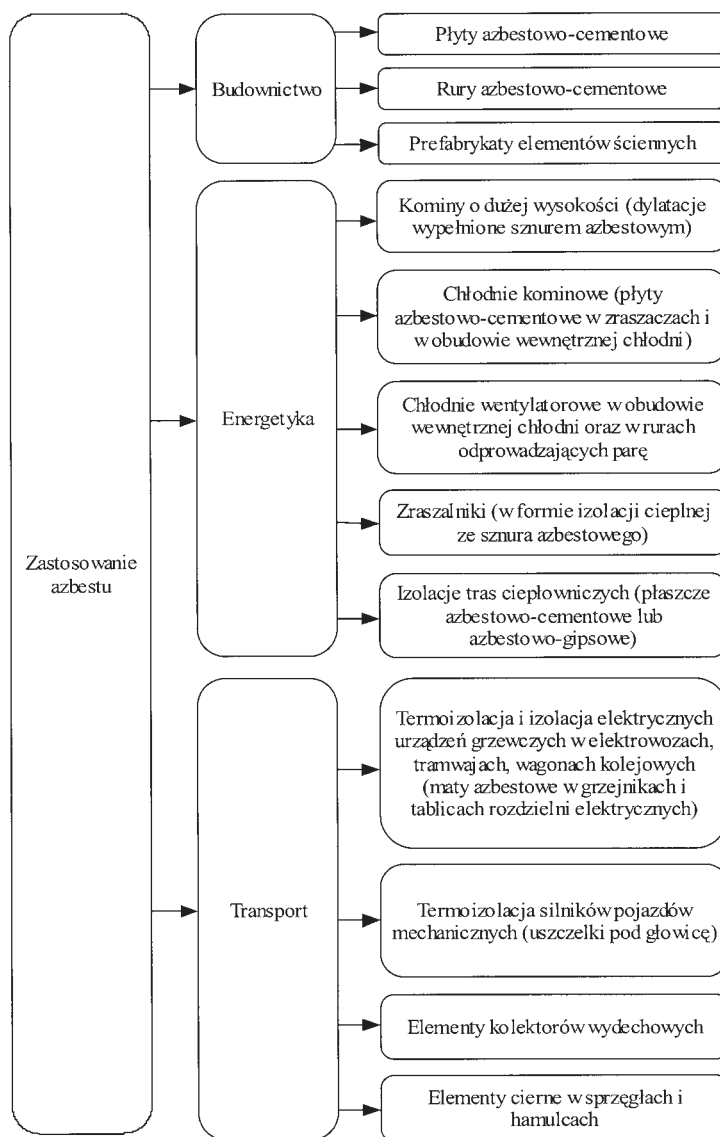 Zastosowanie
azbestu
Budownictwo
Płyty azbestowo-cementowe
Rury azbestowo-cementowe
Prefabrykaty elementów ściennych
Energetyka
Kominy o dużej wysokości (dylatacje
wypełnione sznurem azbestowym)
Chłodnie kominowe (płyty
azbestowo-cementowe w zraszaczach i
w obudowie wewnętrznej chłodni)
Chłodnie wentylatorowe w obudowie
wewnętrznej chłodni oraz w rurach
odprowadzających parę
Zraszalniki (w formie izolacji cieplnej
ze sznura azbestowego)
Izolacje tras ciepłowniczych (płaszcze
azbestowo-cementowe lub
azbestowo-gipsowe)
Transport
Termoizolacja i izolacja elektrycznych
urządzeń grzewczych w elektrowozach,
tramwajach, wagonach kolejowych
(maty azbestowe w grzejnikach i
tablicach rozdzielni elektrycznych)
Termoizolacja silników pojazdów
mechanicznych (uszczelki pod głowicę)
Elementy kolektorów wydechowych
Elementy cierne w sprzęgłach i
hamulcach